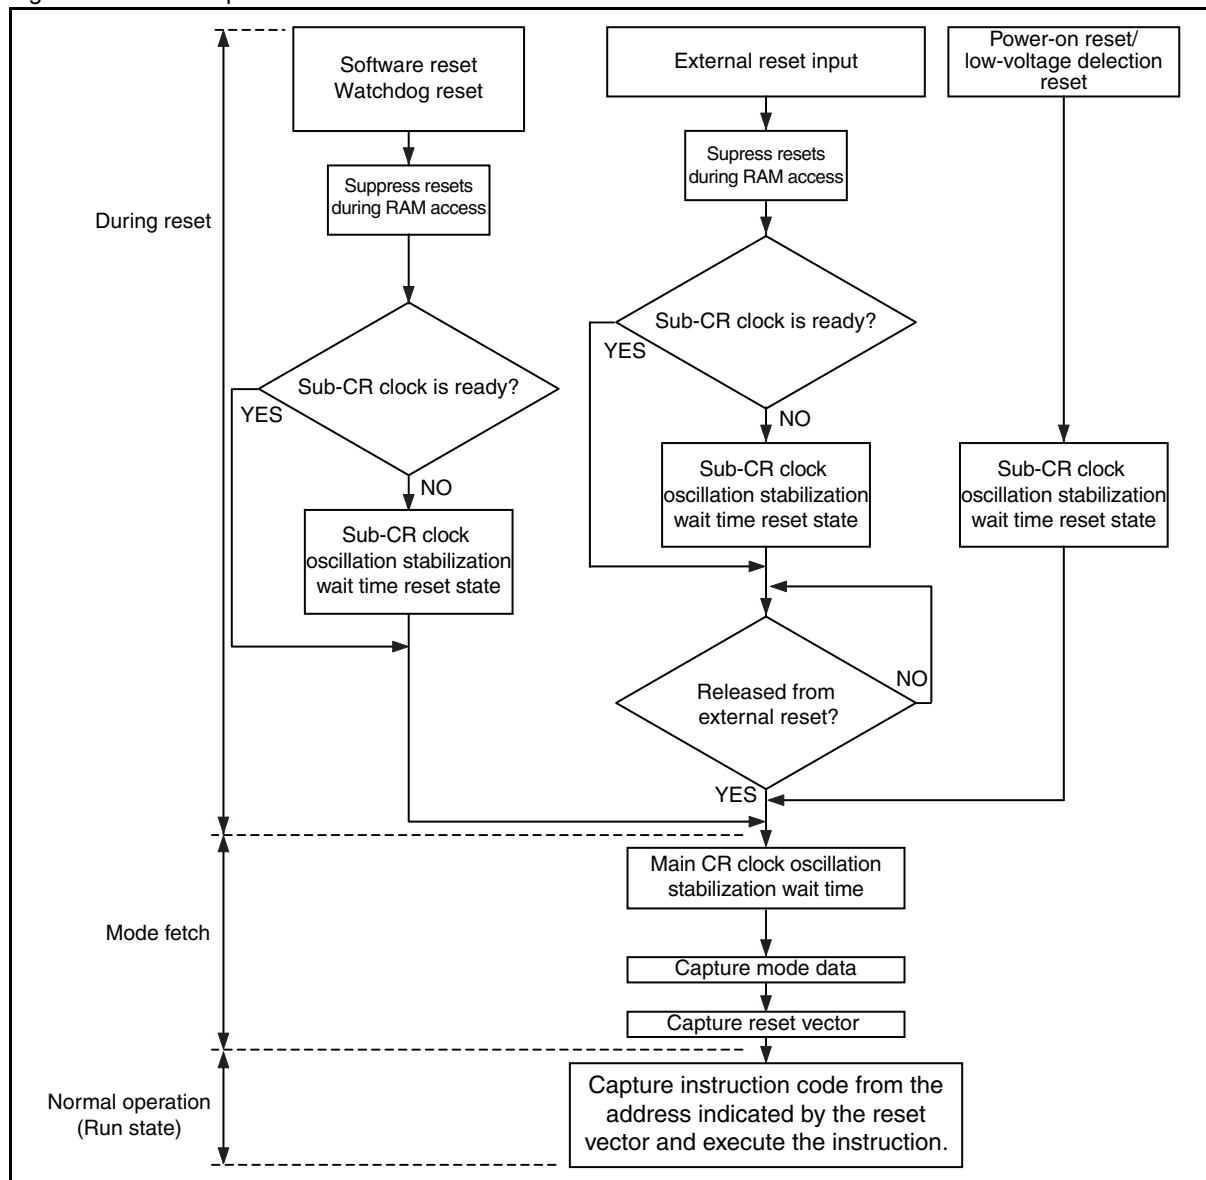 Software reset
Watchdog reset
External reset input
Power-on reset/
low-voltage delection
reset
Suppress resets
during RAM access
Supress resets
during RAM access
During reset
Sub-CR clock is ready?
YES
NO
Sub-CR clock is ready?
YES
NO
Sub-CR clock
oscillation stabilization
wait time reset state
Sub-CR clock
oscillation stabilization
wait time reset state
Sub-CR clock
oscillation stabilization
wait time reset state
Released from
external reset?
NO
YES
Main CR clock oscillation
stabilization wait time
Mode fetch
Capture mode data
Capture reset vector
Normal operation
(Run state)
Capture instruction code from the
address indicated by the reset
vector and execute the instruction.